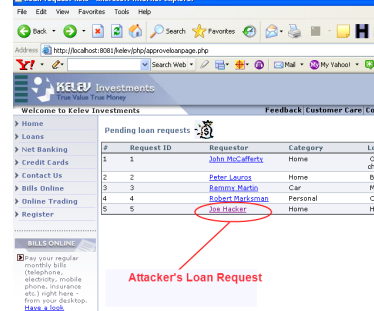 File Edit View Favorites Tools Help
Back Search Favorites
Address http://localhost:8081/kelev/php/approveloanpage.php
Y! Search Web Mail My Yahoo!
KELEV Investments
True Value True Money
Welcome to Kelev Investments Feedback Customer Care Co
Home
Loans
Net Banking
Credit Cards
Contact Us
Bills Online
Online Trading
Register
Pending loan requests -
# Request ID Requestor Category Lo
1 1 John McCafferty Home
2 2 Peter Lauros Home
3 3 Remmy Martin Car
4 4 Robert Marksman Personal
5 5 Joe Hacker Home
Attacker's Loan Request
BILLS ONLINE
Pay your regular
monthly bills
(telephone,
electricity, mobile
phone, insurance
etc.) right here -
from your desktop.
Have a look